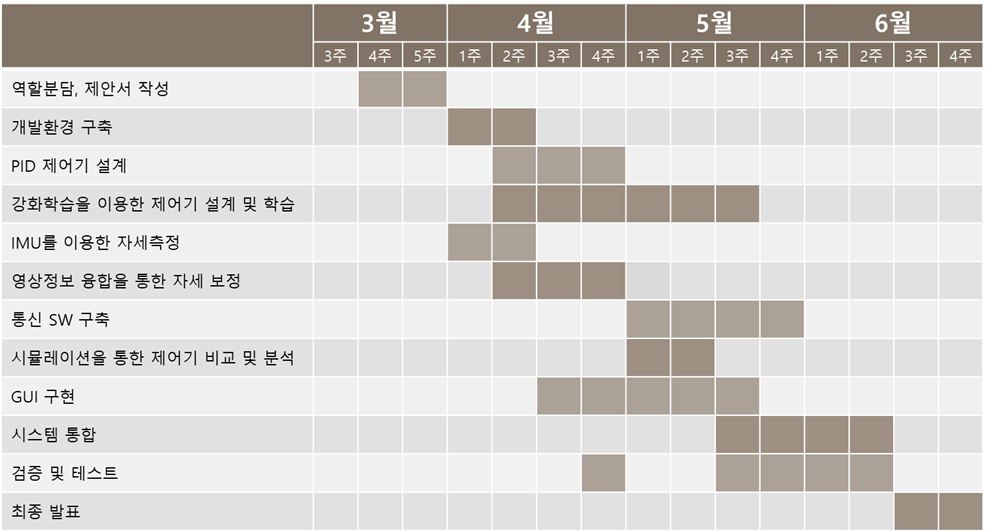 3월 4월 5월 6월
3주 4주 5주 1주 2주 3주 4주 1주 2주 3주 4주 1주 2주 3주 4주
역할분담, 제안서 작성
개발환경 구축
PID 제어기 설계
강화학습을 이용한 제어기 설계 및 학습
IMU를 이용한 자세측정
영상정보 융합을 통한 자세 보정
통신 SW 구축
시뮬레이션을 통한 제어기 비교 및 분석
GUI 구현
시스템 통합
검증 및 테스트
최종 발표